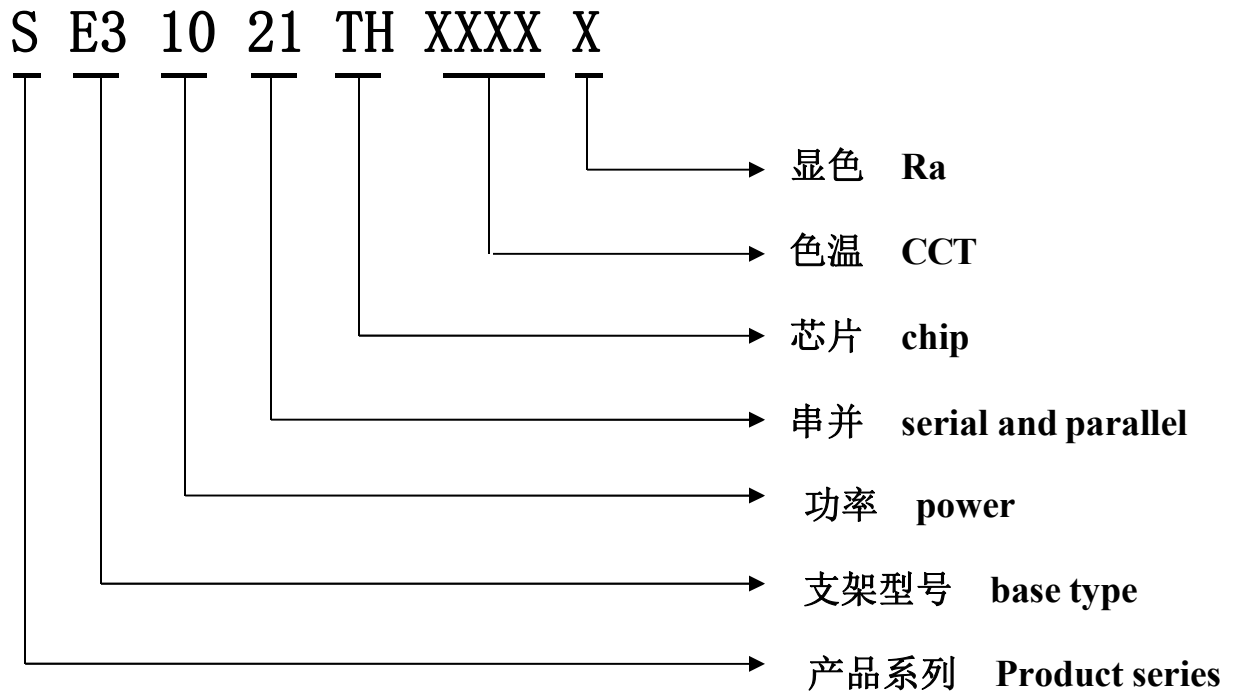 S E3 10 21 TH XXXX X
显色 Ra
色温 CCT
芯片 chip
串并 serial and parallel
功率 power
支架型号 base type
产品系列 Product series